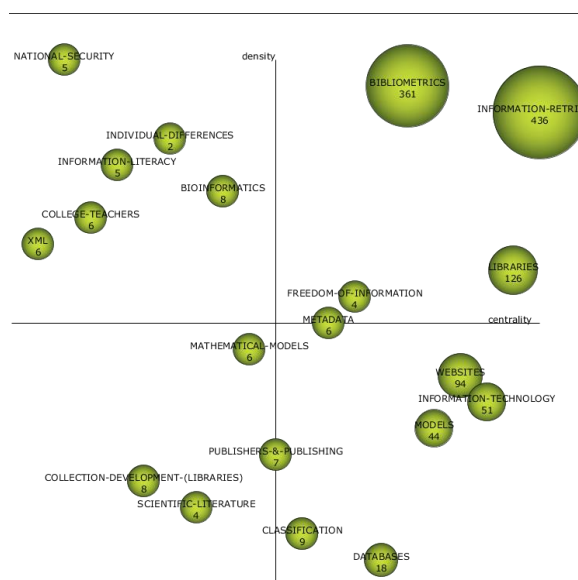 NATIONAL-SECURITY
5
density
BIBLIOMETRICS
361
INFORMATION-RETRI
436
INDIVIDUAL-DIFFERENCES
2
INFORMATION-LITERACY
5
BIOINFORMATICS
8
COLLEGE-TEACHERS
6
XML
6
LIBRARIES
126
FREEDOM-OF-INFORMATION
4
METADATA
6
centrality
MATHEMATICAL-MODELS
6
WEBSITES
94
INFORMATION-TECHNOLOGY
51
MODELS
44
PUBLISHERS-&-PUBLISHING
7
COLLECTION-DEVELOPMENT-(LIBRARIES)
8
SCIENTIFIC-LITERATURE
4
CLASSIFICATION
9
DATABASES
18